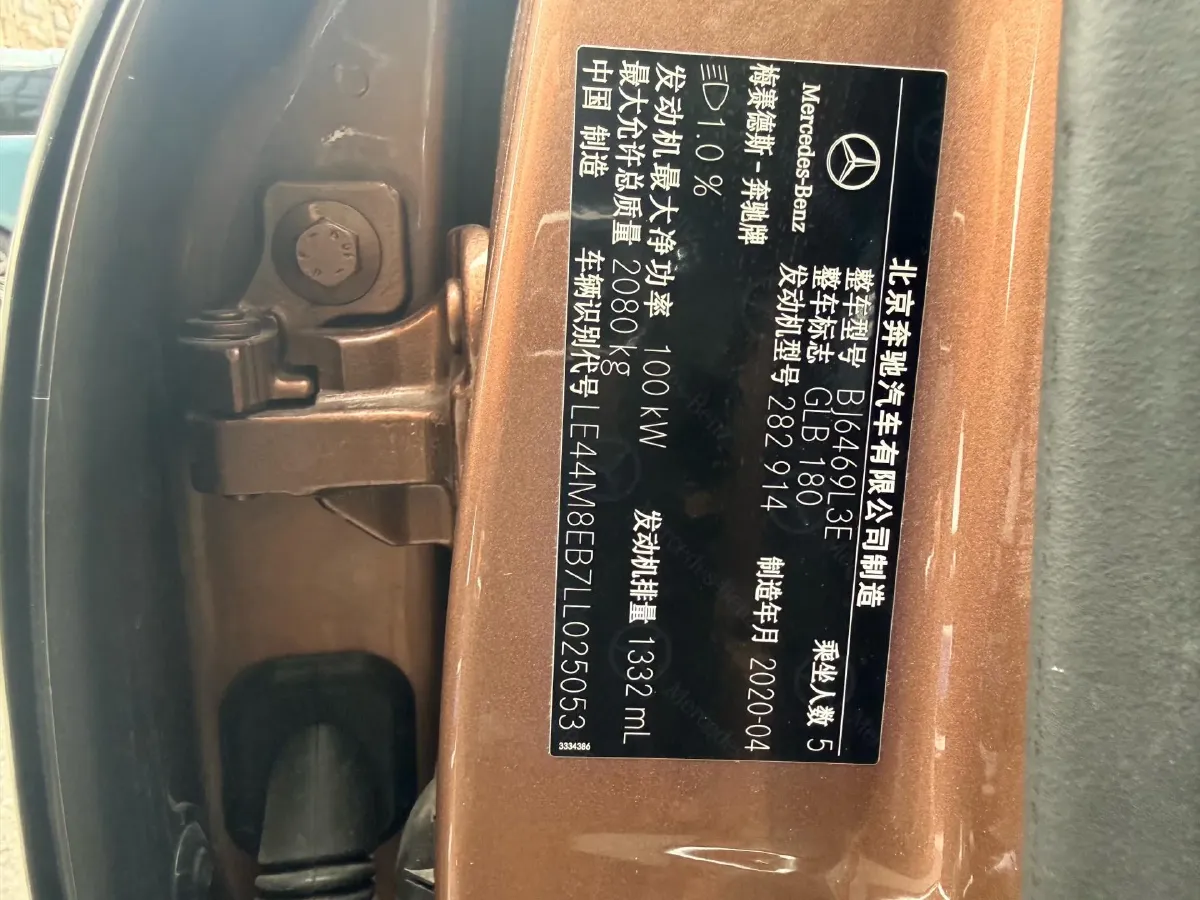 北京奔驰汽车有限公司制造
Mercedes-Benz
整车型号 BJ6469L3E 乘坐人数 5
整车标志 GLB 180
梅赛德斯-奔驰牌 发动机型号 282 914 制造年月 2020-04
1.0 %
发动机最大净功率 100 kW 发动机排量 1332 mL
最大允许总质量 2080 kg
中国 制造 车辆识别代号 LE44M8EB7LL025053
3334386